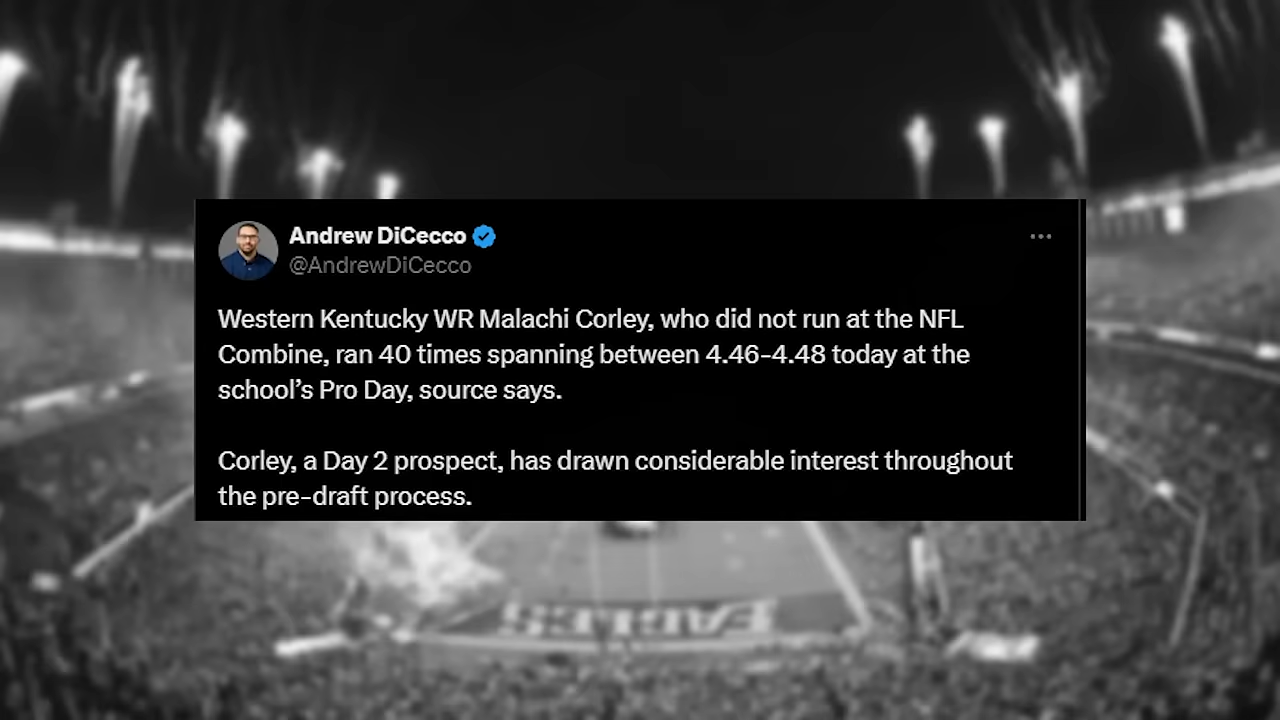 Andrew DiCecco
@AndrewDiCecco
Western Kentucky WR Malachi Corley, who did not run at the NFL
Combine, ran 40 times spanning between 4.46-4.48 today at the
school’s Pro Day, source says.
Corley, a Day 2 prospect, has drawn considerable interest throughout
the pre-draft process.
EAGLES